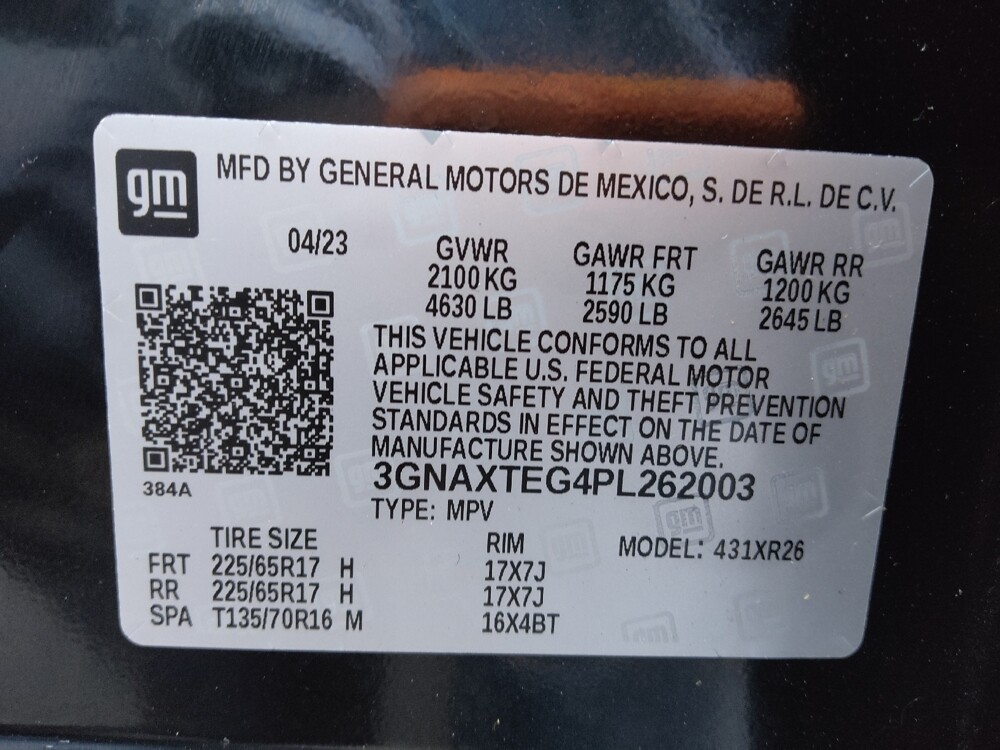 gm
MFD BY GENERAL MOTORS DE MEXICO, S. DE R.L. DE C.V.
04/23
GVWR GAWR FRT GAWR RR
2100 KG 1175 KG 1200 KG
4630 LB 2590 LB 2645 LB
THIS VEHICLE CONFORMS TO ALL
APPLICABLE U.S. FEDERAL MOTOR
VEHICLE SAFETY AND THEFT PREVENTION
STANDARDS IN EFFECT ON THE DATE OF
MANUFACTURE SHOWN ABOVE.
384A
3GNAXTEG4PL262003
TYPE: MPV
TIRE SIZE RIM MODEL: 431XR26
FRT 225/65R17 H 17X7J
RR 225/65R17 H 17X7J
SPA T135/70R16 M 16X4BT